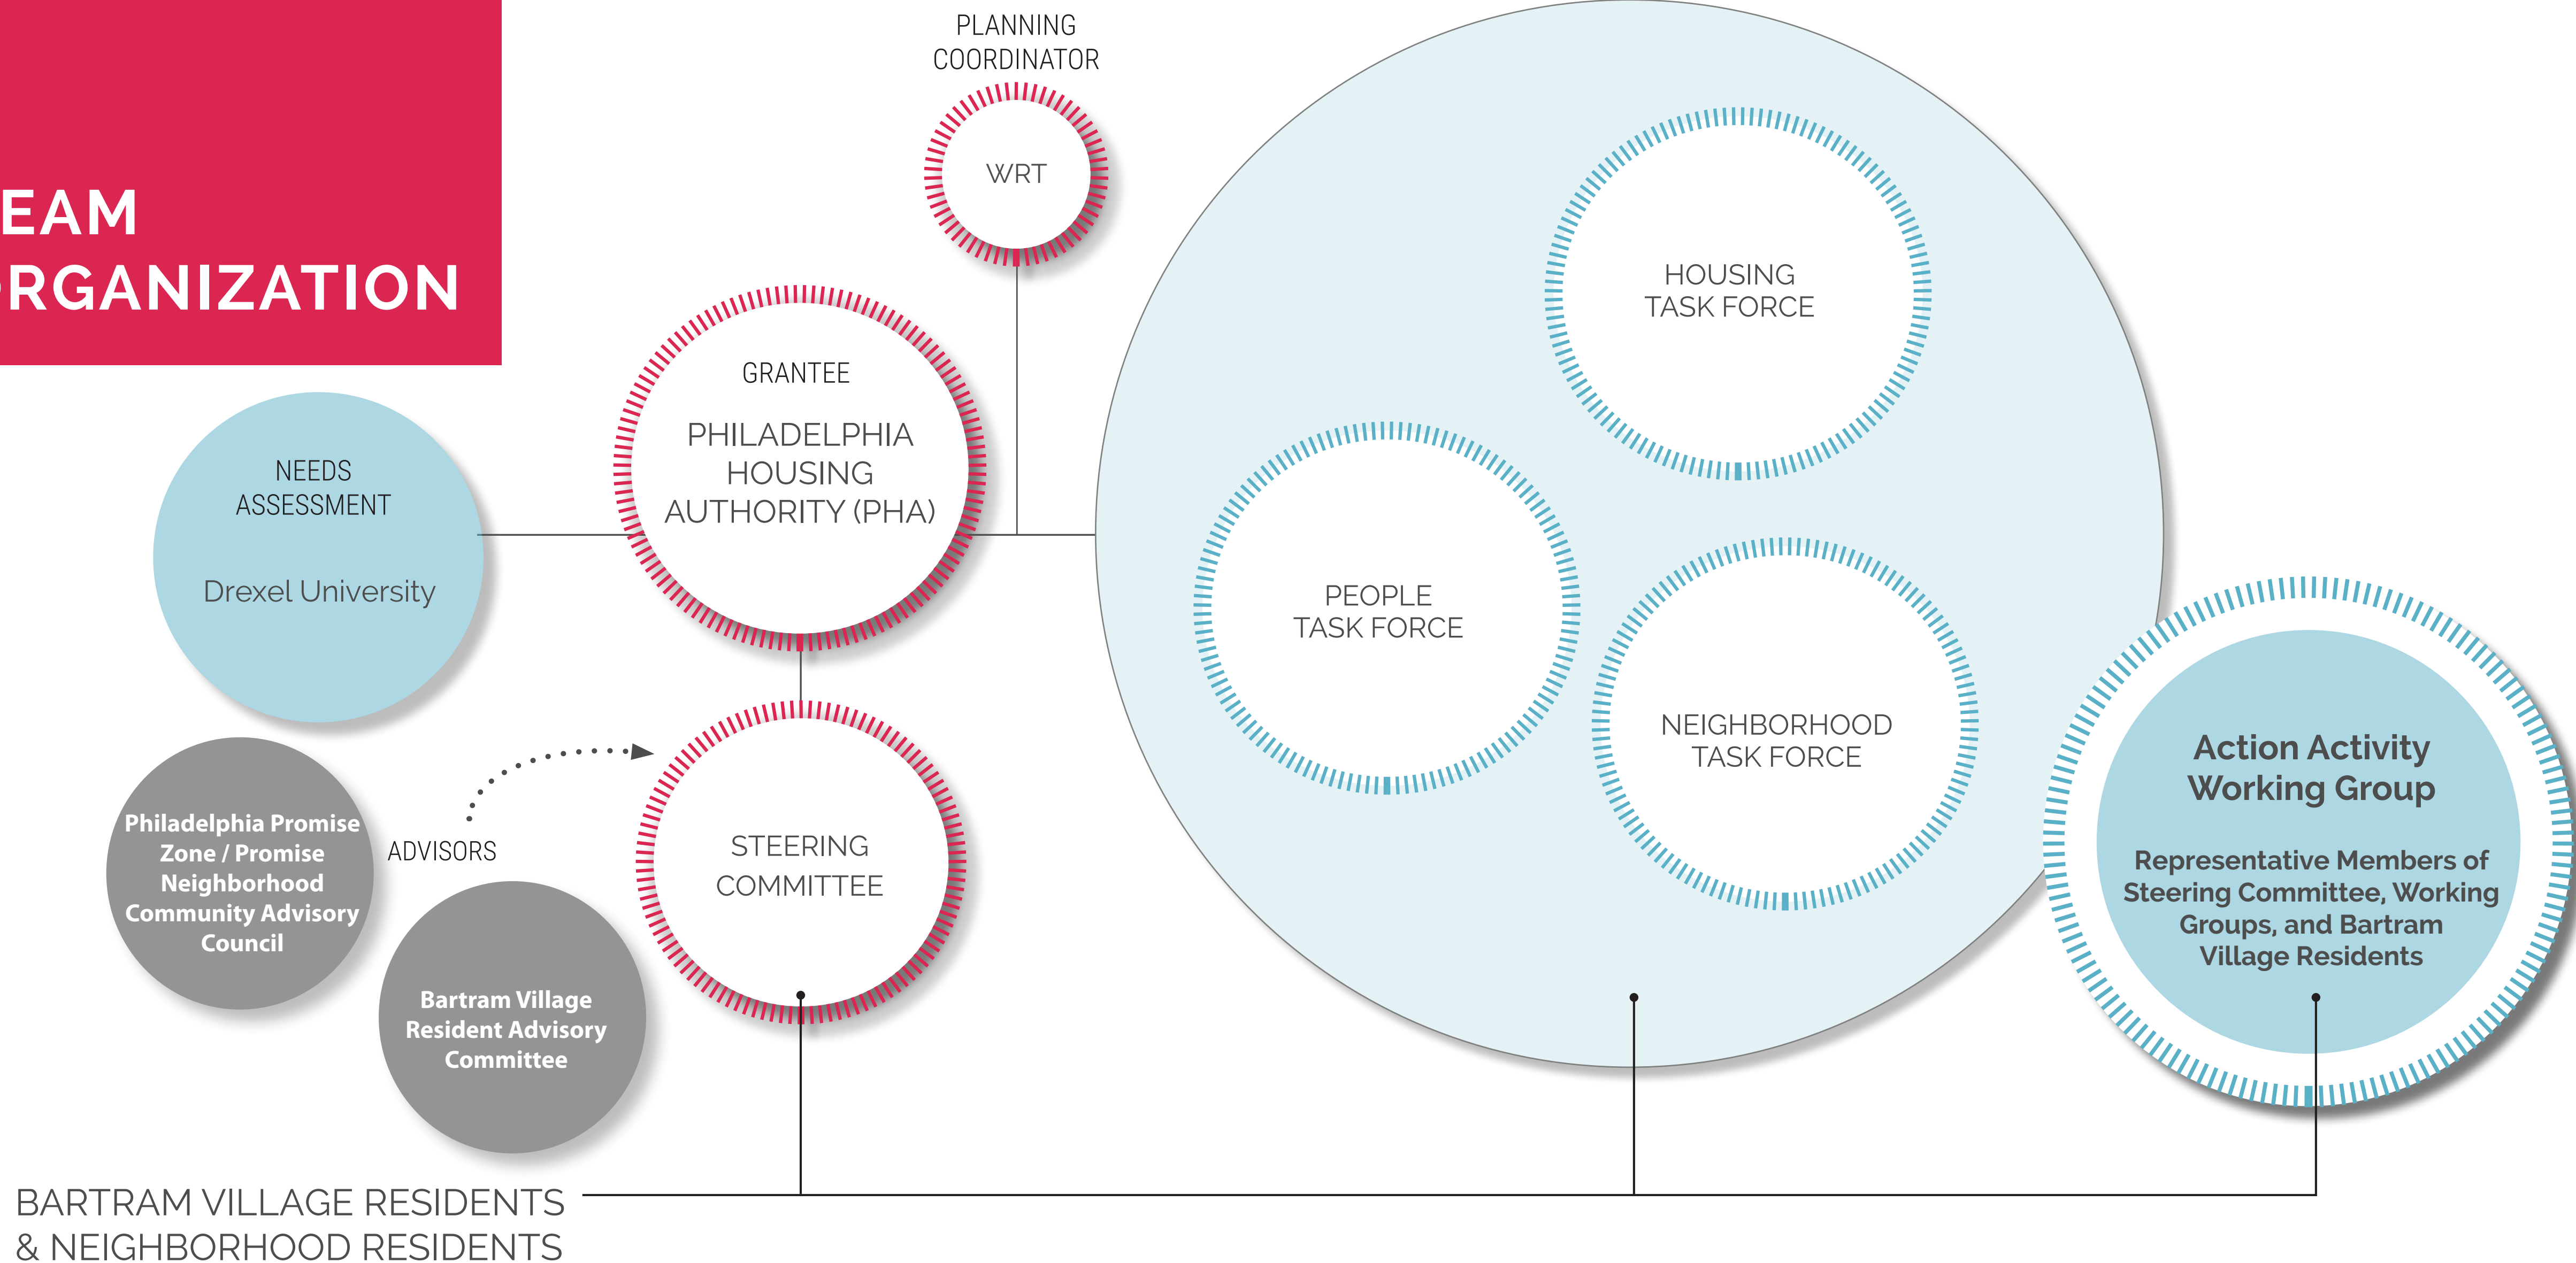 EAM
ORGANIZATION
PLANNING
COORDINATOR
WRT
GRANTEE
PHILADELPHIA
HOUSING
AUTHORITY (PHA)
NEEDS
ASSESSMENT
Drexel University
HOUSING
TASK FORCE
PEOPLE
TASK FORCE
NEIGHBORHOOD
TASK FORCE
Action Activity
Working Group
Representative Members of
Steering Committee, Working
Groups, and Bartram
Village Residents
Philadelphia Promise
Zone / Promise
Neighborhood
Community Advisory
Council
ADVISORS
STEERING
COMMITTEE
Bartram Village
Resident Advisory
Committee
BARTRAM VILLAGE RESIDENTS
& NEIGHBORHOOD RESIDENTS